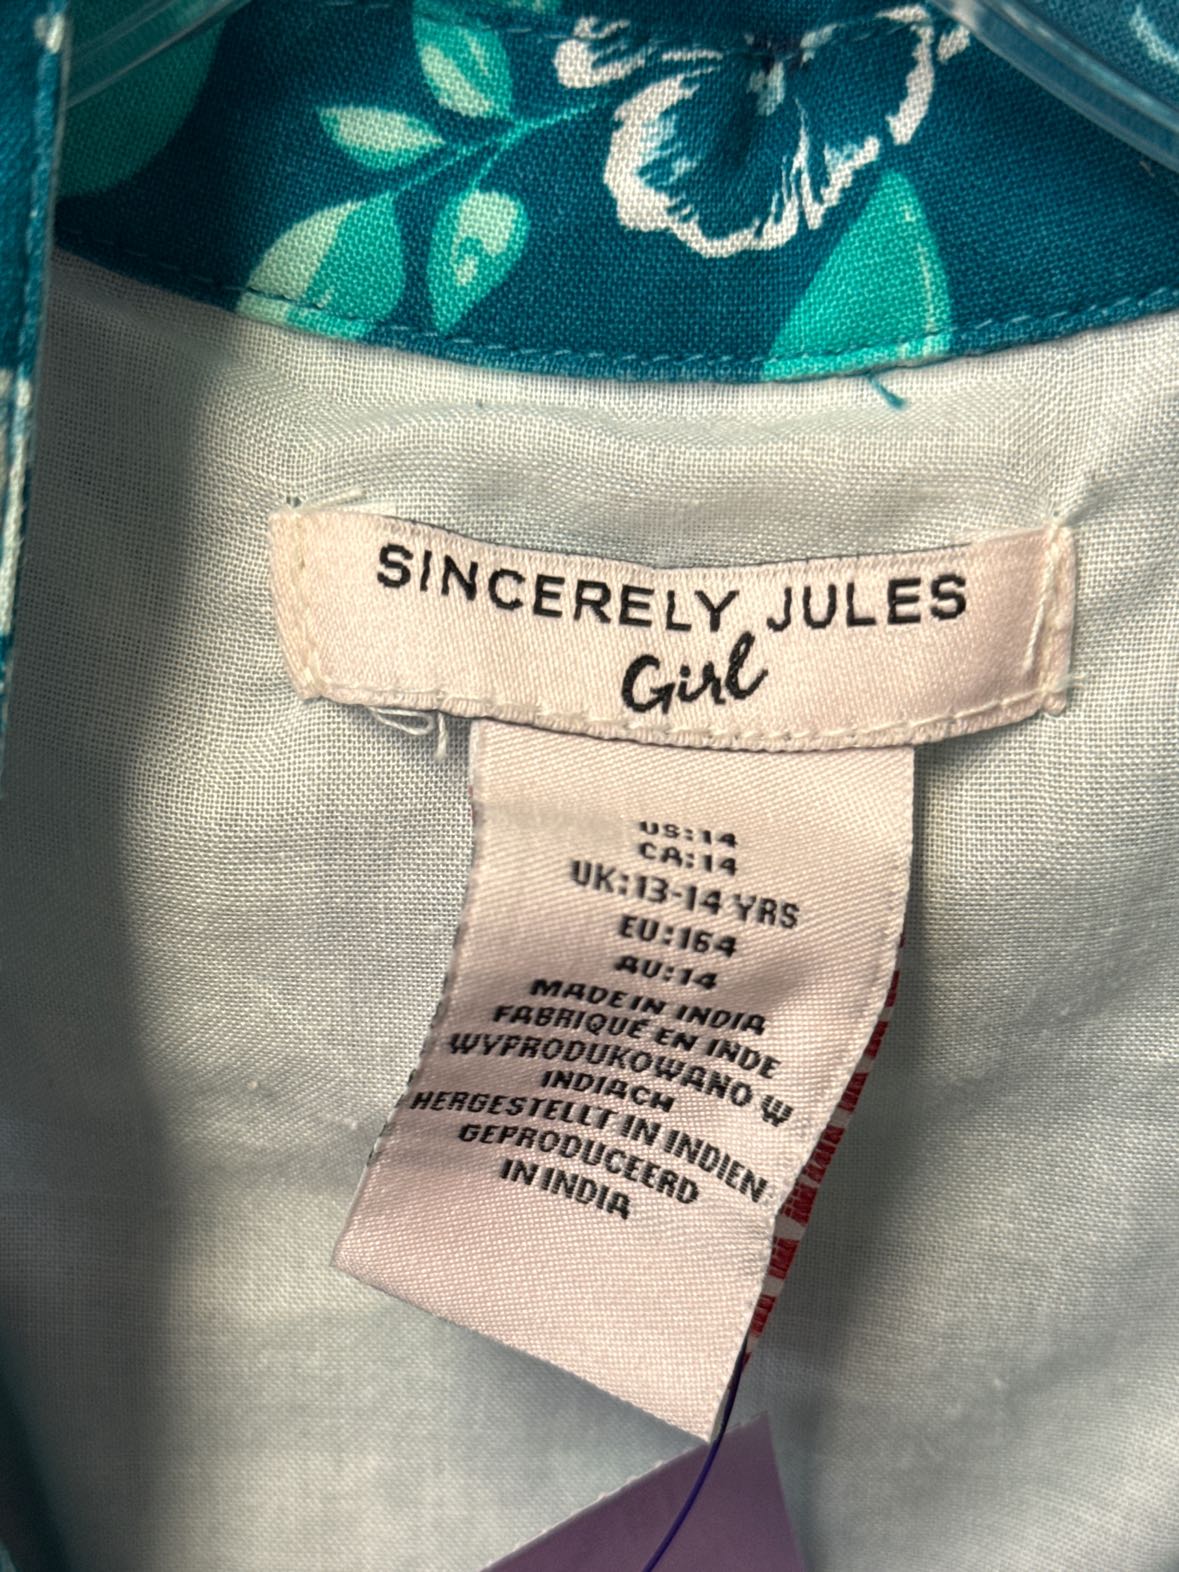 SINCERELY JULES
Girl
US:14
CA:14
UK:13-14 YRS
EU:164
AU:14
MADE IN INDIA
FABRIQUÉ EN INDE
WYPRODUKOWANO W
INDIACH
HERGESTELLT IN INDIEN
GEPRODUCEERD
IN INDIA